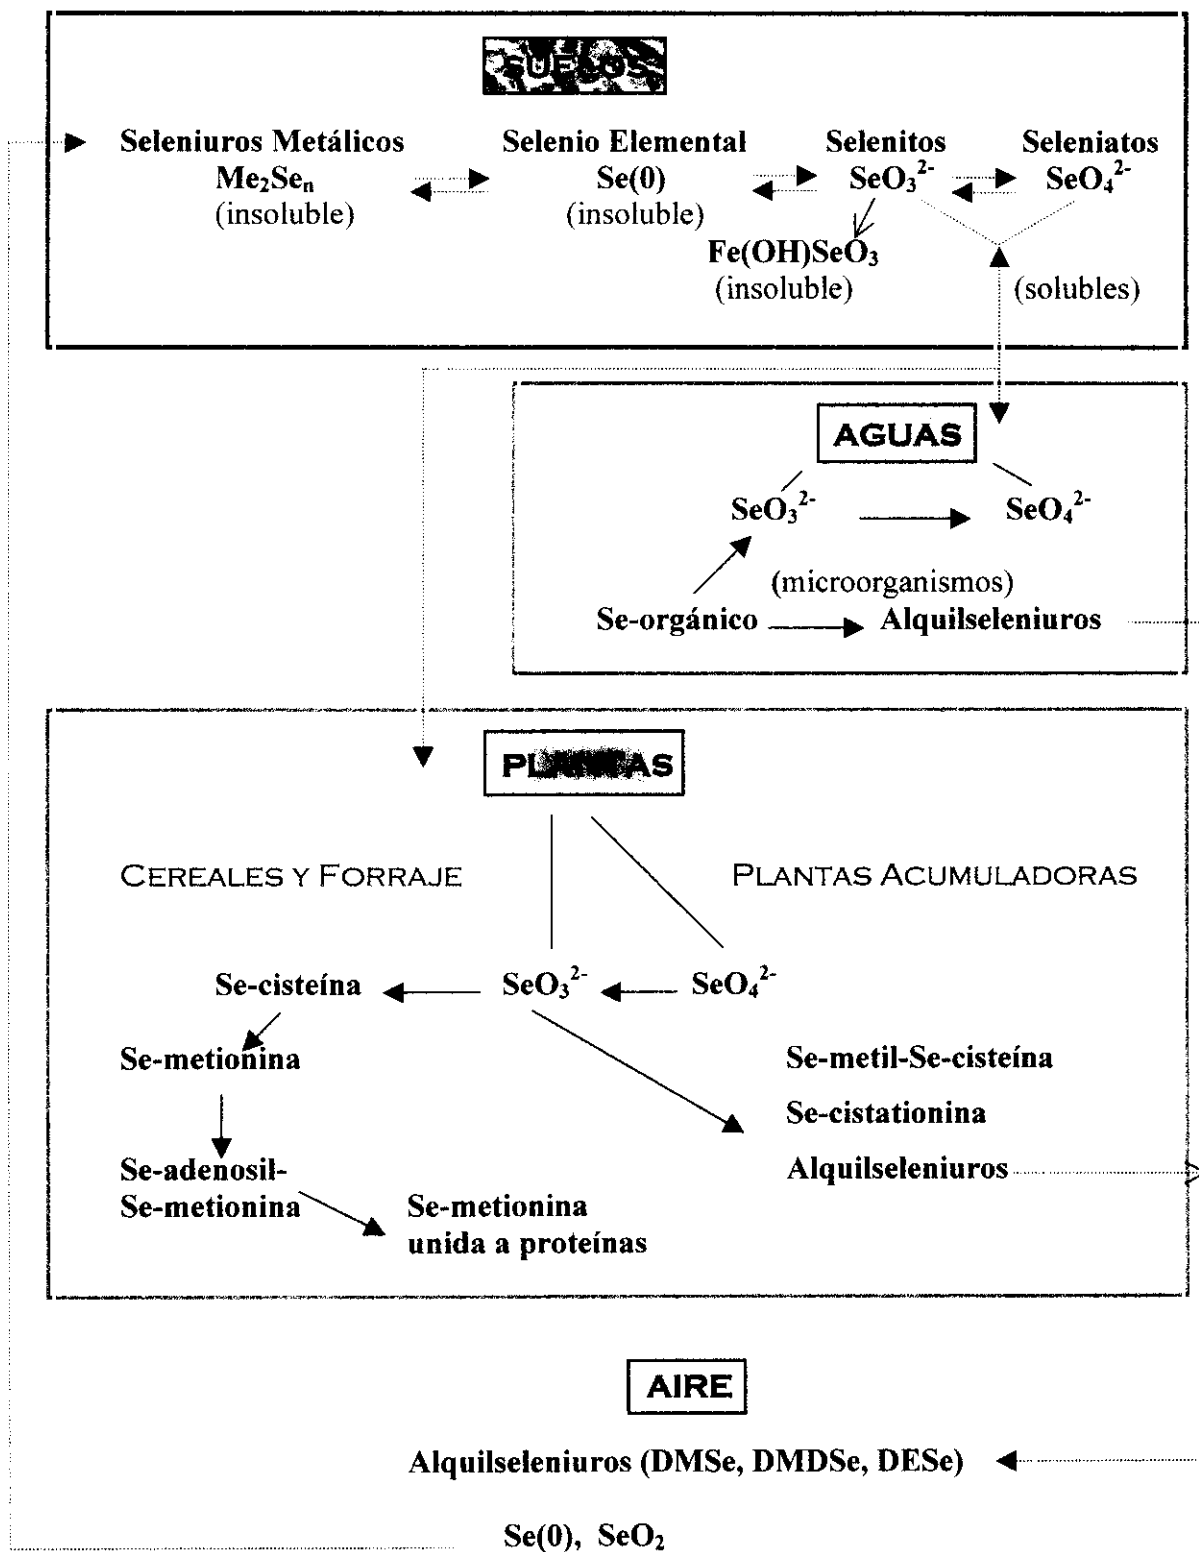 SUELOS
Seleniuros Metálicos Selenio Elemental Selenitos Seleniatos
Me₂Seₙ Se(0) SeO₃²⁻ SeO₄²⁻
(insoluble) (insoluble)
Fe(OH)SeO₃
(insoluble) (solubles)
AGUAS
SeO₃²⁻ SeO₄²⁻
(microorganismos)
Se-orgánico Alquilseleniuros
PLANTAS
CEREALES Y FORRAJE PLANTAS ACUMULADORAS
Se-cisteína SeO₃²⁻ SeO₄²⁻
Se-metionina Se-metil-Se-cisteína
Se-cistationina
Se-adenosil- Alquilseleniuros
Se-metionina Se-metionina
unida a proteínas
AIRE
Alquilseleniuros (DMSe, DMDSe, DESe)
Se(0), SeO₂